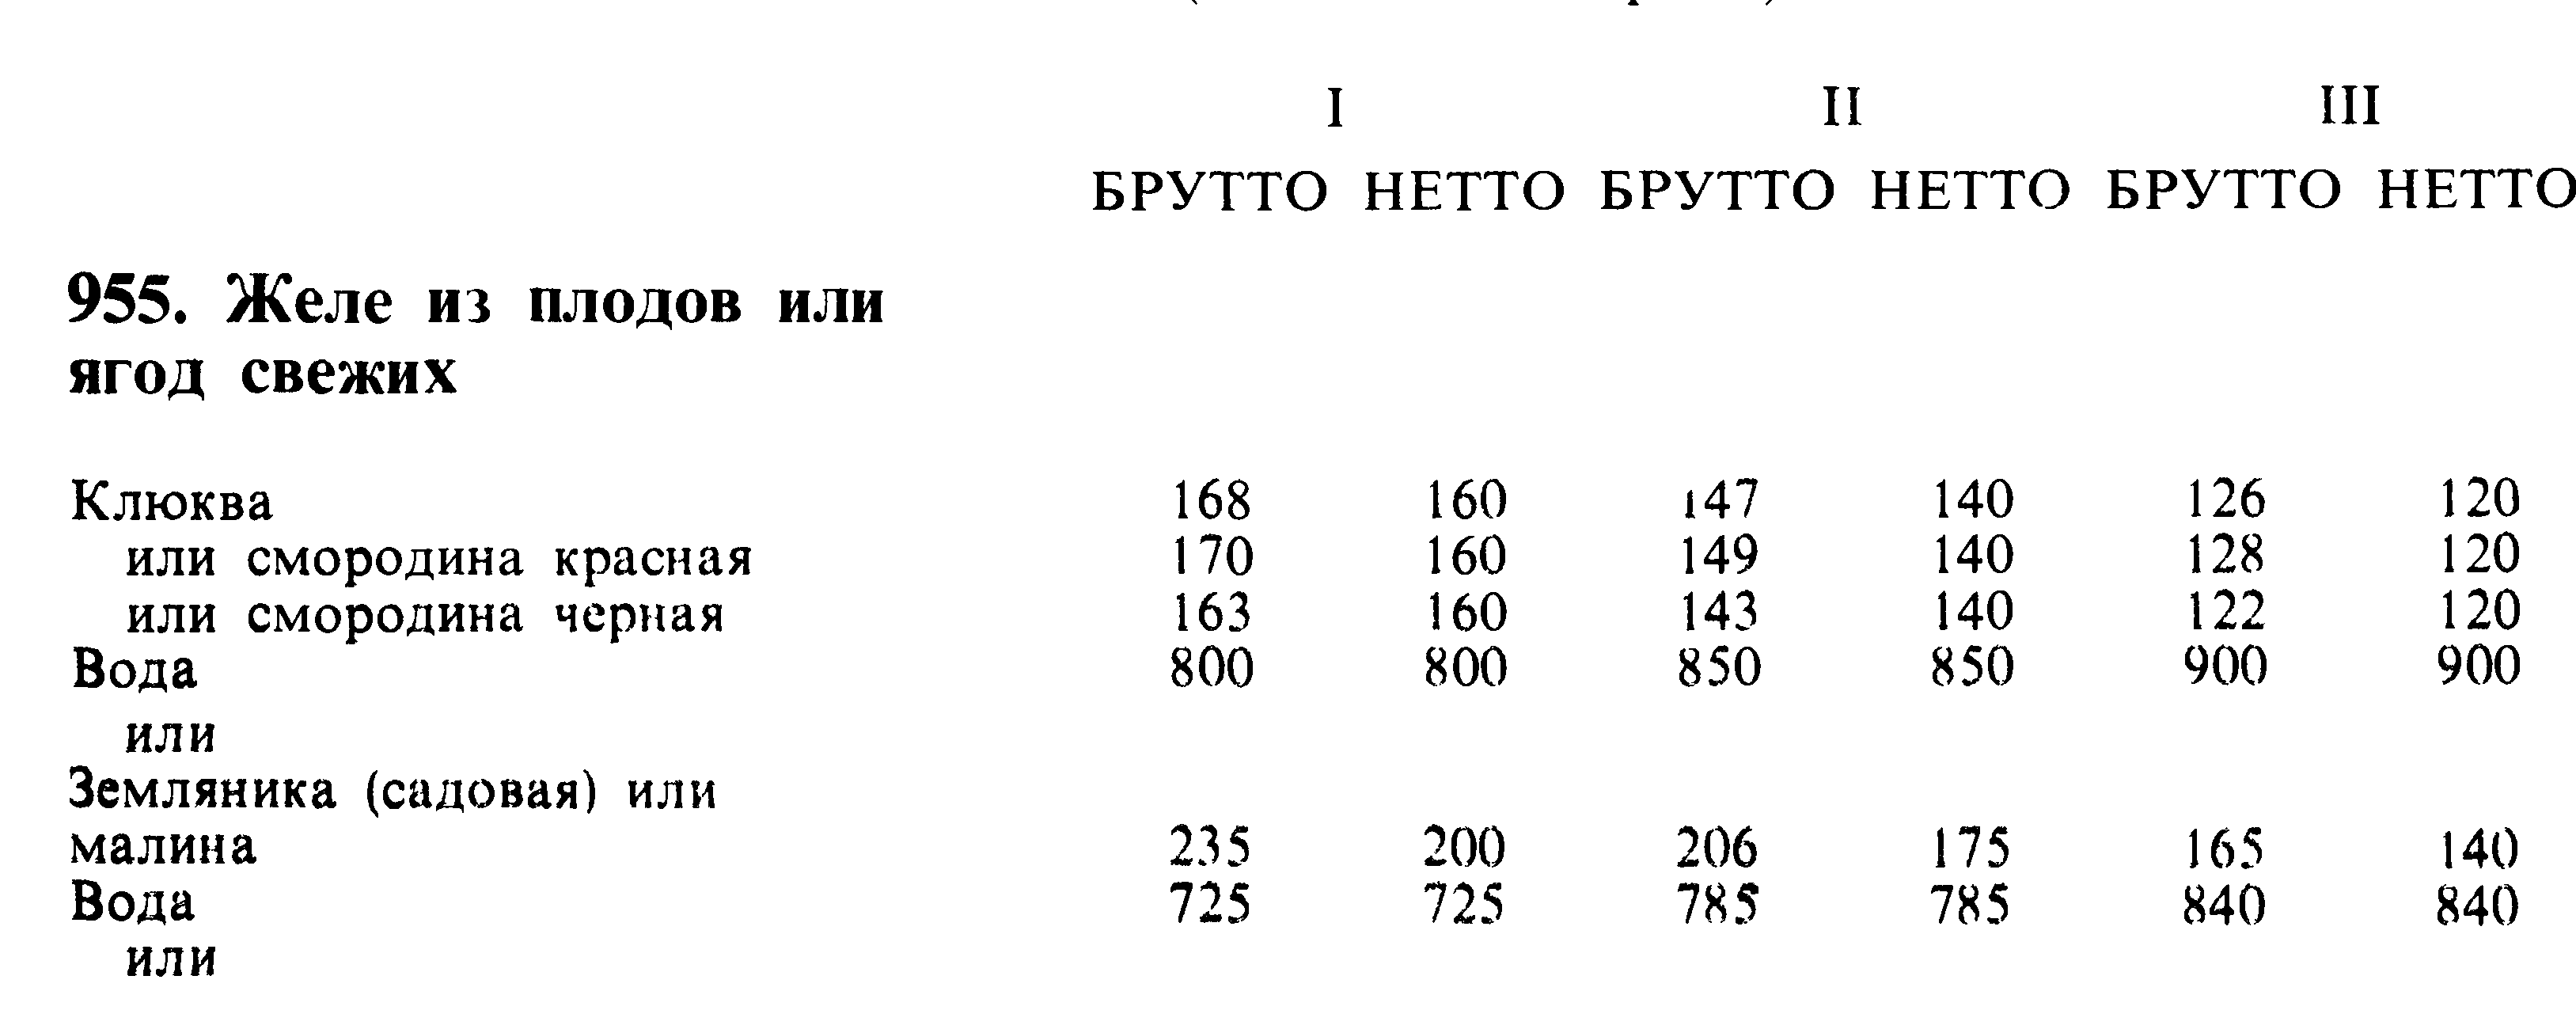 I II III
БРУТТО НЕТТО БРУТТО НЕТТО БРУТТО НЕТТО
955. Желе из плодов или
ягод свежих
Клюква 168 160 147 140 126 120
или смородина красная 170 160 149 140 128 120
или смородина черная 163 160 143 140 122 120
Вода 800 800 850 850 900 900
или
Земляника (садовая) или
малина 235 200 206 175 165 140
Вода 725 725 785 785 840 840
или